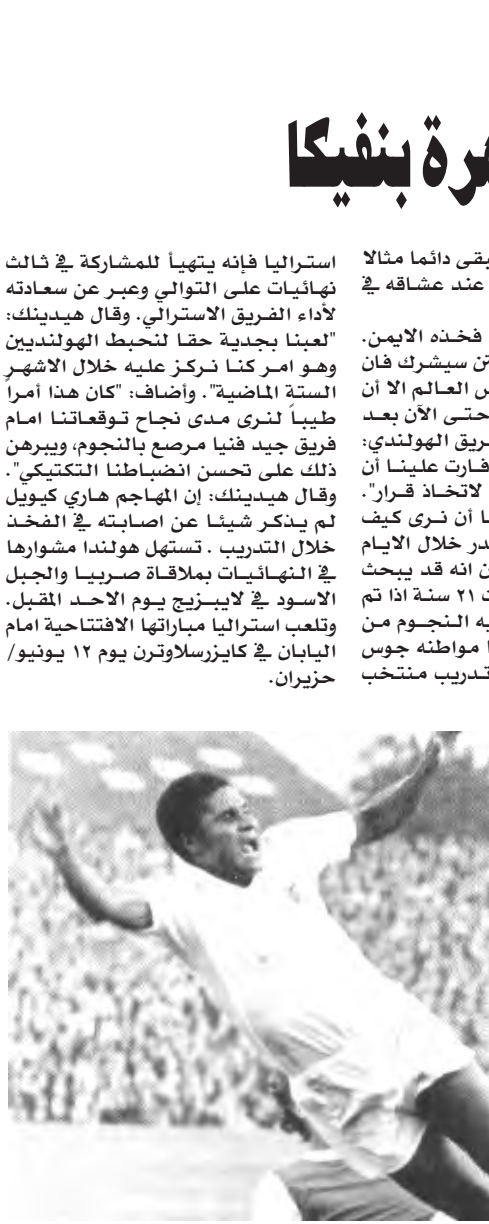 هرة بنفيكا
يبقى دائما مثالا
عند عشاقه في
فخذه الايمن.
سيشرك فان
س العالم الا أن
حتى الآن بعد
فريق الهولندي:
فارت علينا أن
لاتخاذ قرار".
ا أن نرى كيف
خلال الايام
ن انه قد يبحث
٢١ سنة اذا تم
يه النجوم من
ا مواطنه جوس
تدريب منتخب
استراليا فإنه يتهيأ للمشاركة في ثالث
نهائيات على التوالي وعبر عن سعادته
لأداء الفريق الاسترالي. وقال هيدينك:
"لعبنا بجدية حقا لنحبط الهولنديين
وهو امر كنا نركز عليه خلال الاشهر
الستة الماضية". وأضاف: "كان هذا أمراً
طيباً لنرى مدى نجاح توقعاتنا امام
فريق جيد فنيا مرصع بالنجوم، ويبرهن
ذلك على تحسن انضباطنا التكتيكي".
وقال هيدينك: إن المهاجم هاري كيويل
لم يذكر شيئا عن اصابته في الفخذ
خلال التدريب . تستهل هولندا مشوارها
في النهائيات بملاقاة صربيا والجبل
الاسود في لايبزيج يوم الاحد المقبل.
وتلعب استراليا مباراتها الافتتاحية امام
اليابان في كايزرسلاوترن يوم ١٢ يونيو/
حزيران.